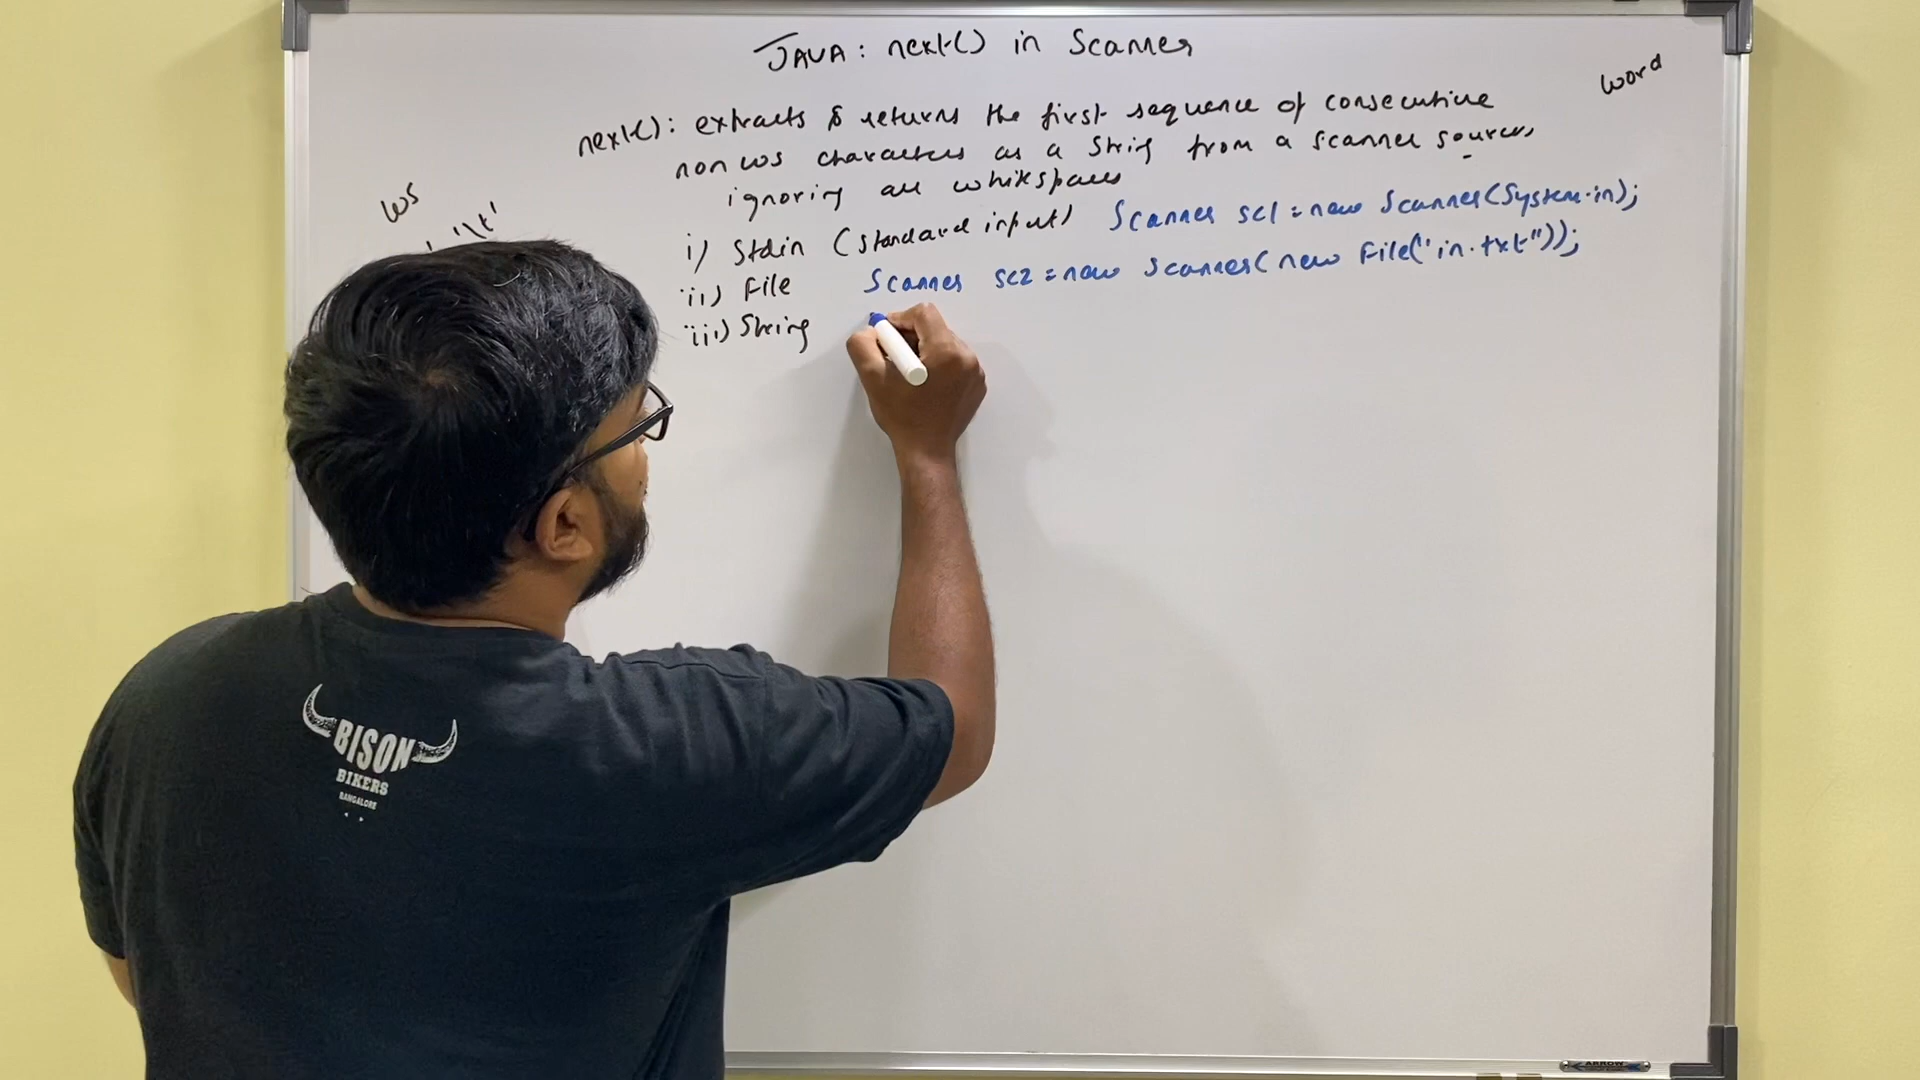 JAVA: next() in Scanner
word
next(): extracts & returns the first sequence of consecutive
non ws characters as a String from a scanner source,
ignoring all whitespaces
ws
'\t'
i) Stdin (standard input) Scanner sc1 = new Scanner(System.in);
ii) File Scanner sc2 = new Scanner(new File("in.txt"));
iii) String
BISON
BIKERS
BANGALORE
ARROW